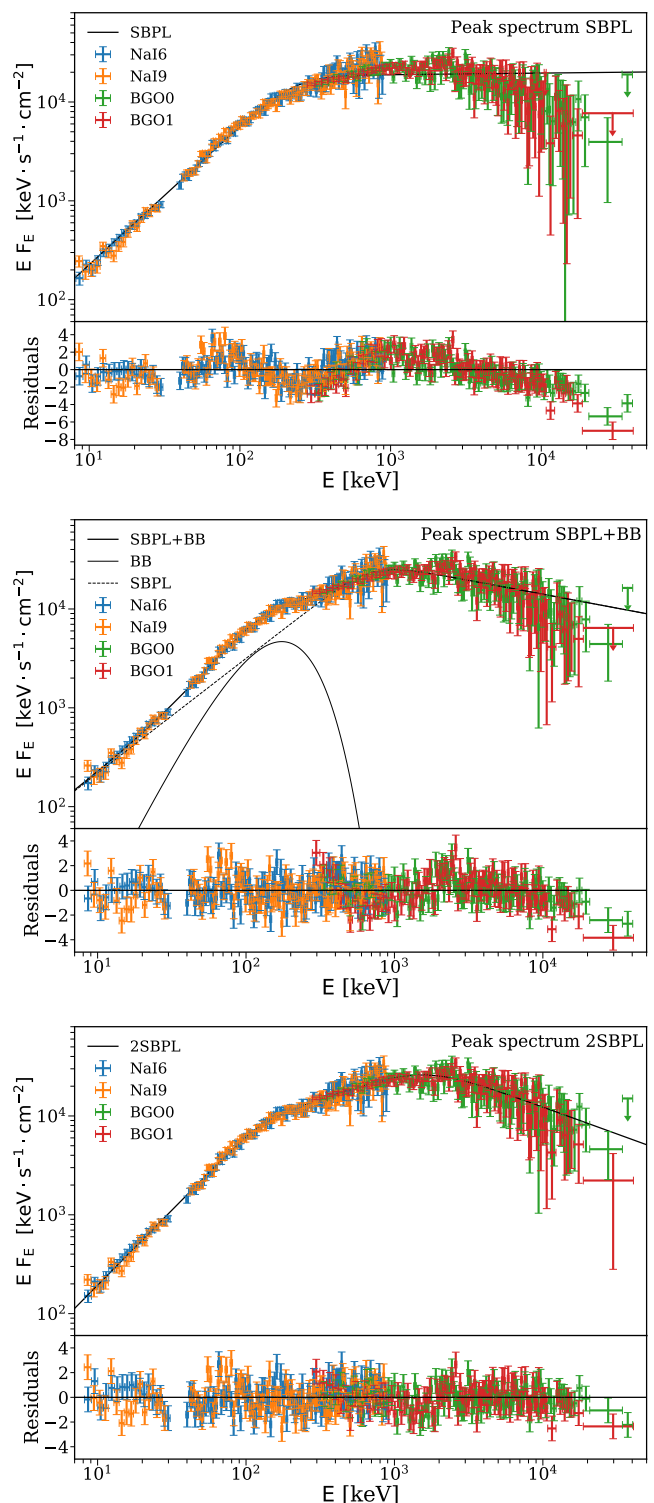 Peak spectrum SBPL
SBPL
NaI6
NaI9
BGO0
BGO1
E F_E [keV · s⁻¹ · cm⁻²]
10⁴
10³
10²
Residuals
4
2
0
−2
−4
−6
−8
10¹ 10² 10³ 10⁴
E [keV]
Peak spectrum SBPL+BB
SBPL+BB
BB
SBPL
NaI6
NaI9
BGO0
BGO1
E F_E [keV · s⁻¹ · cm⁻²]
10⁴
10³
10²
Residuals
4
2
0
−2
−4
10¹ 10² 10³ 10⁴
E [keV]
Peak spectrum 2SBPL
2SBPL
NaI6
NaI9
BGO0
BGO1
E F_E [keV · s⁻¹ · cm⁻²]
10⁴
10³
10²
Residuals
4
2
0
−2
−4
10¹ 10² 10³ 10⁴
E [keV]